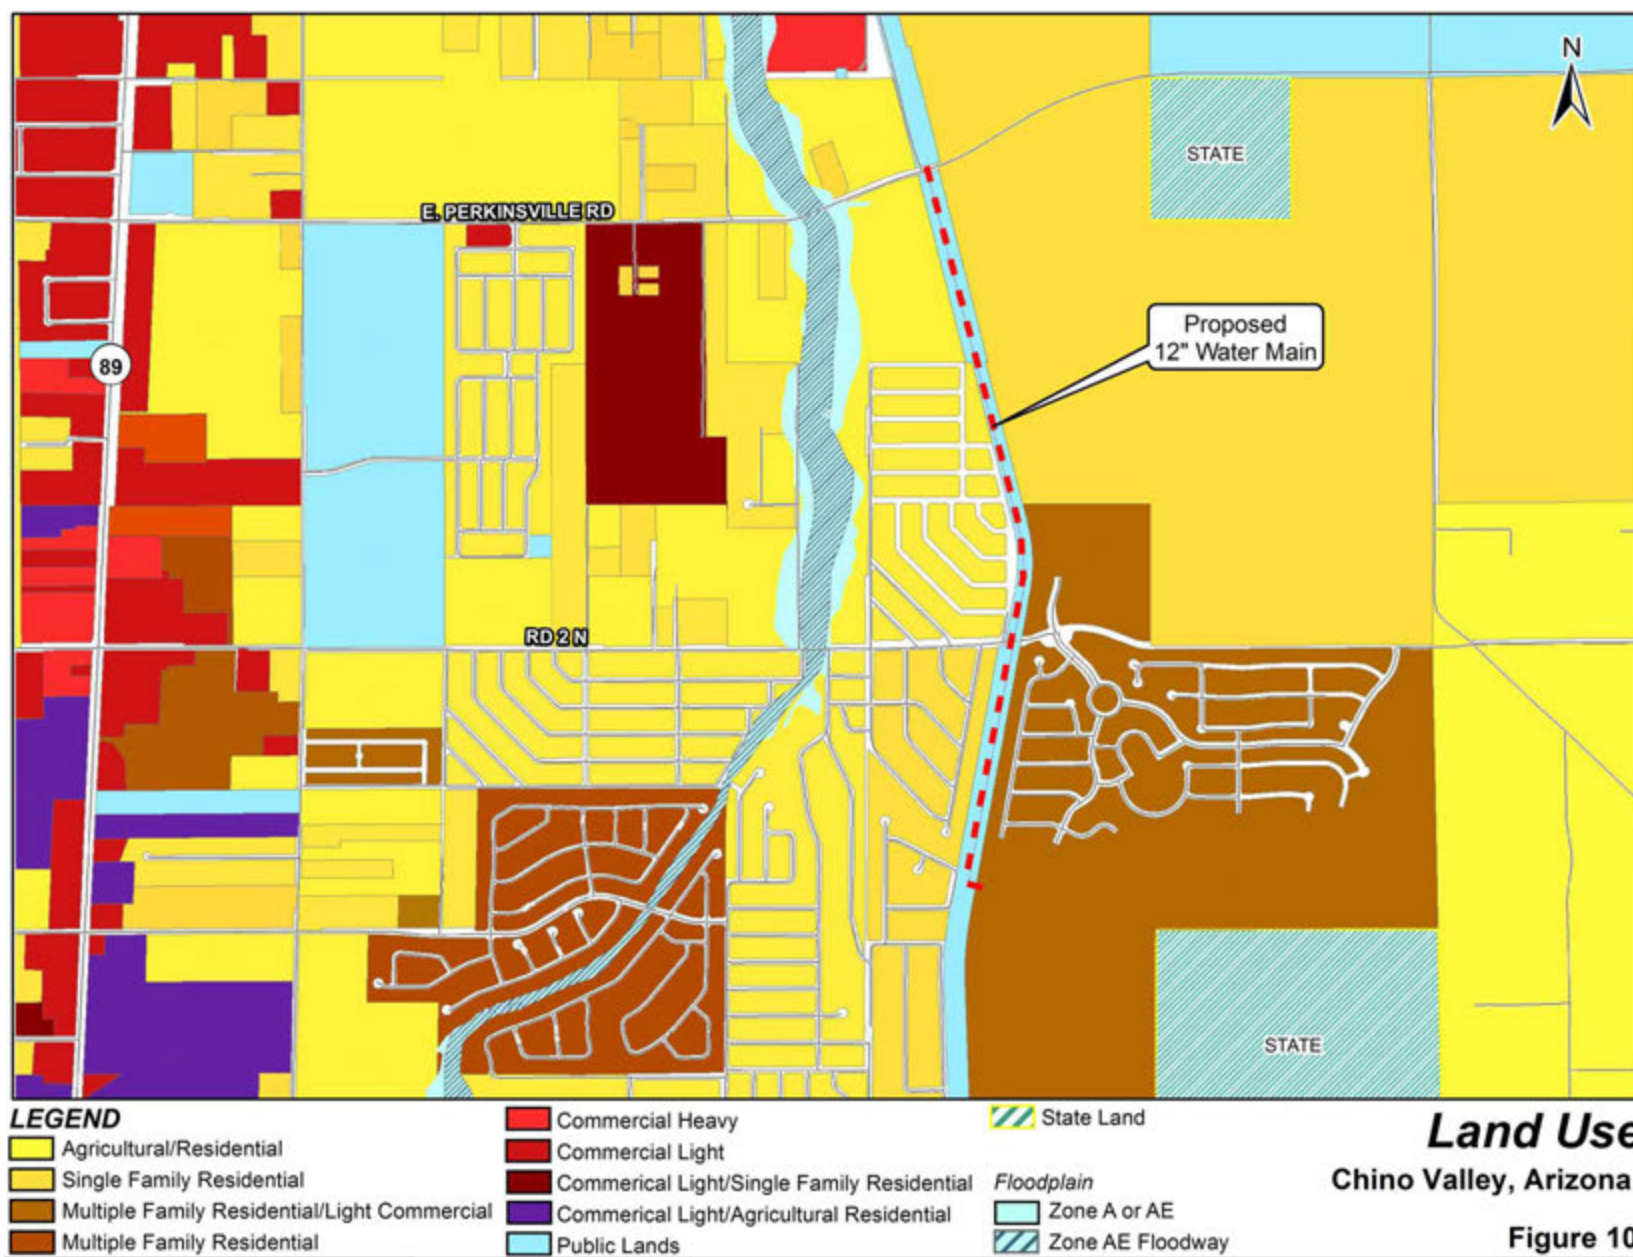 N
STATE
E. PERKINSVILLE RD
Proposed
12" Water Main
89
RD 2 N
STATE
LEGEND
Agricultural/Residential
Single Family Residential
Multiple Family Residential/Light Commercial
Multiple Family Residential
Commercial Heavy
Commercial Light
Commerical Light/Single Family Residential
Commerical Light/Agricultural Residential
Public Lands
State Land
Floodplain
Zone A or AE
Zone AE Floodway
Land Use
Chino Valley, Arizona
Figure 10